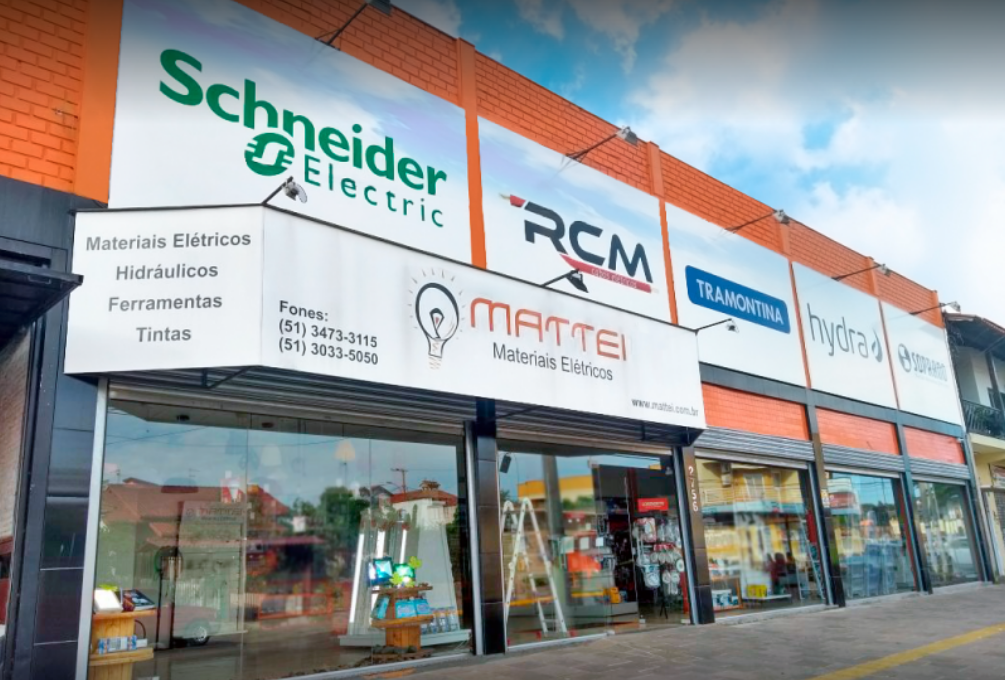 Schneider
Electric
RCM
TRAMONTINA
hydra
SOPRANO
Materiais Elétricos
Hidráulicos
Ferramentas
Tintas
Fones:
(51) 3473-3115
(51) 3033-5050
MATTEI
Materiais Elétricos
www.mattei.com.br